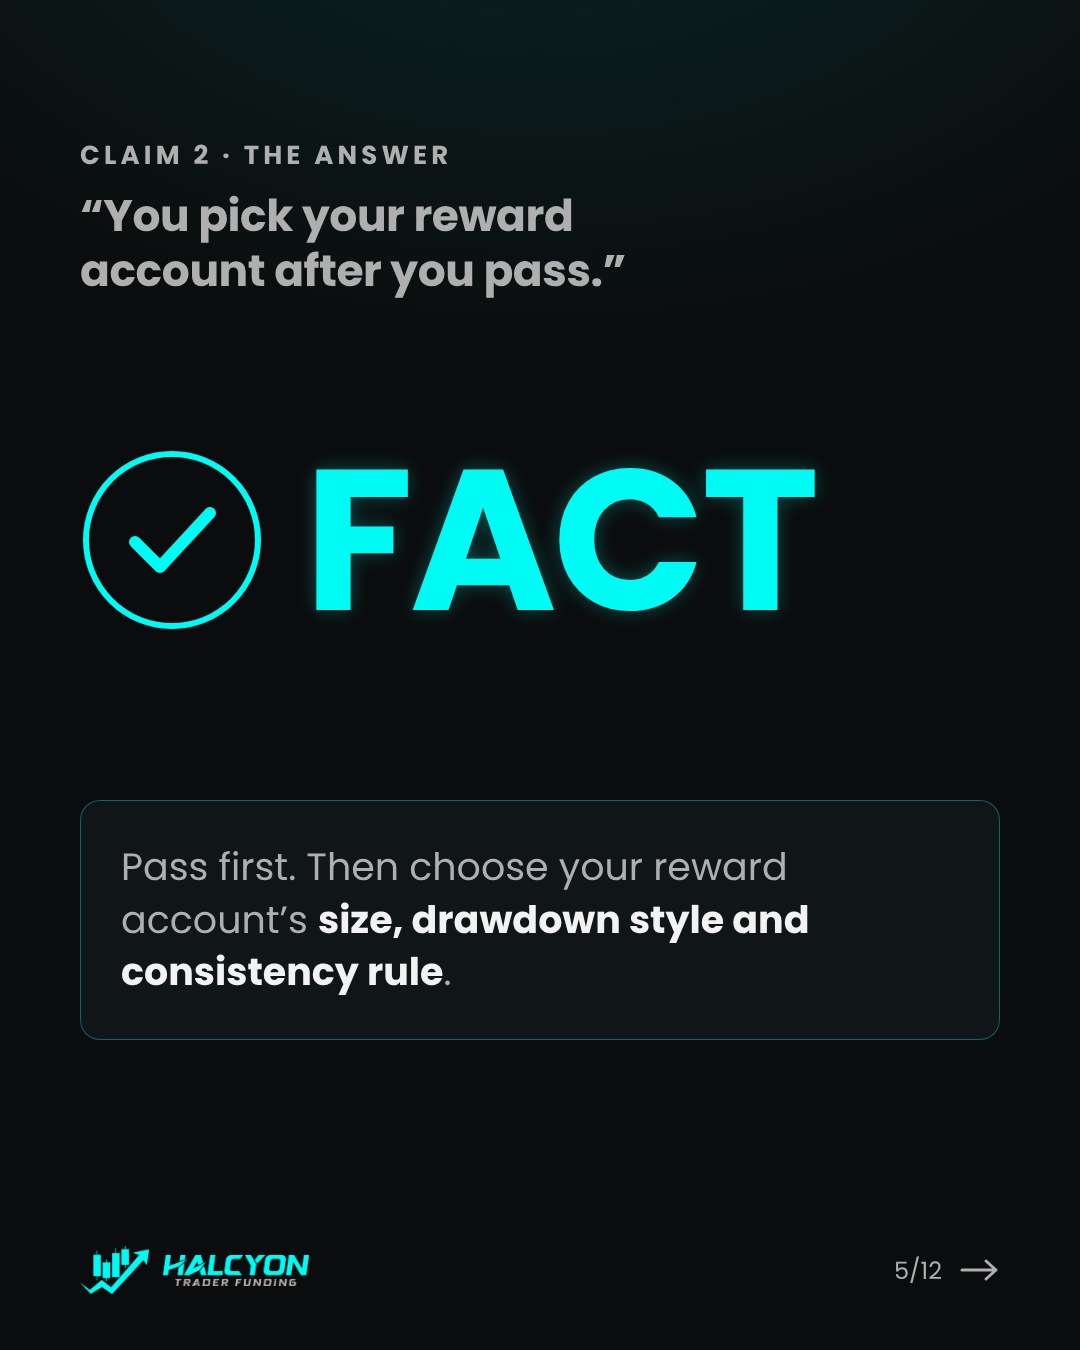 CLAIM 2 · THE ANSWER
“You pick your reward
account after you pass.”
FACT
Pass first. Then choose your reward
account’s size, drawdown style and
consistency rule.
HALCYON
TRADER FUNDING
5/12